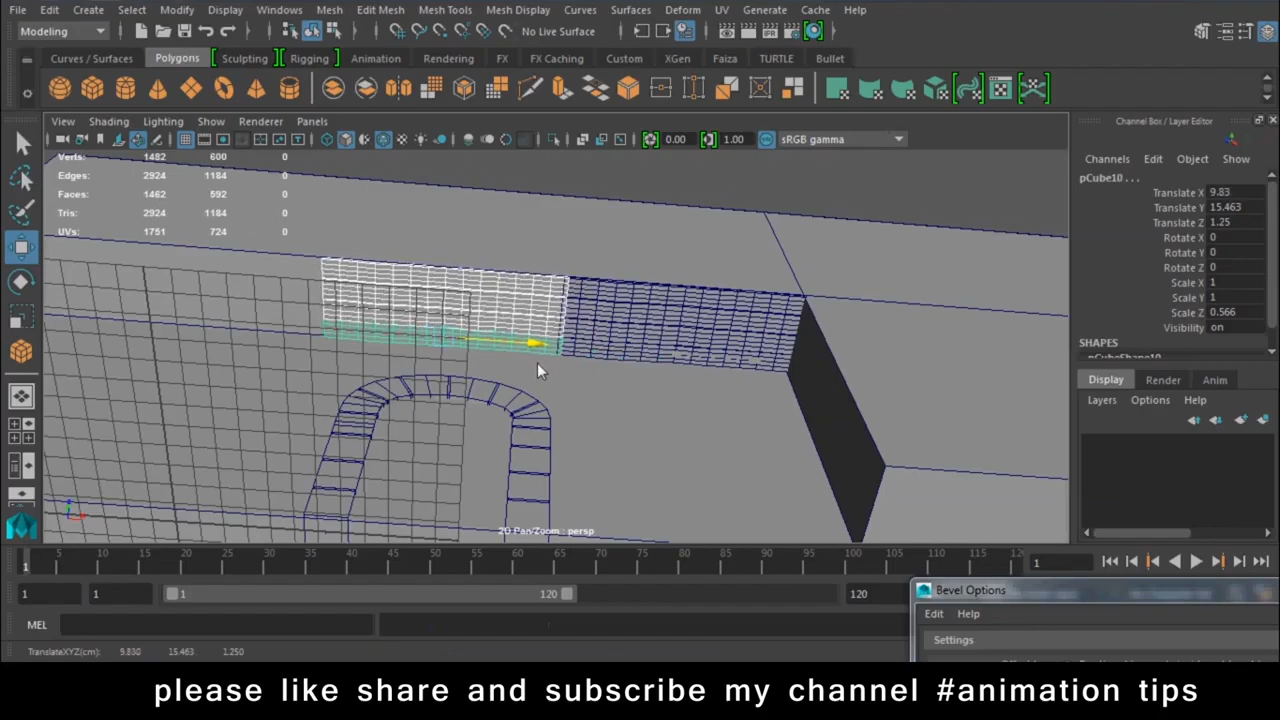 File Edit Create Select Modify Display Windows Mesh Edit Mesh Mesh Tools Mesh Display Curves Surfaces Deform UV Generate Cache Help
Modeling No Live Surface
Curves / Surfaces Polygons Sculpting Rigging Animation Rendering FX FX Caching Custom XGen Faiza TURTLE Bullet
View Shading Lighting Show Renderer Panels
0.00 1.00 sRGB gamma
Verts: 1482 600 0
Edges: 2924 1184 0
Faces: 1462 592 0
Tris: 2924 1184 0
UVs: 1751 724 0
2D Pan/Zoom : persp
Channel Box / Layer Editor
Channels Edit Object Show
pCube10 . . .
Translate X 9.83
Translate Y 15.463
Translate Z 1.25
Rotate X 0
Rotate Y 0
Rotate Z 0
Scale X 1
Scale Y 1
Scale Z 0.566
Visibility on
SHAPES
pCubeShape10
Display Render Anim
Layers Options Help
5 10 15 20 25 30 35 40 45 50 55 60 65 70 75 80 85 90 95 100 105 110 115 12
1 1
1 1 1 120 120
Bevel Options
Edit Help
Settings
MEL
TranslateXYZ(cm): 9.830 15.463 1.250
please like share and subscribe my channel #animation tips